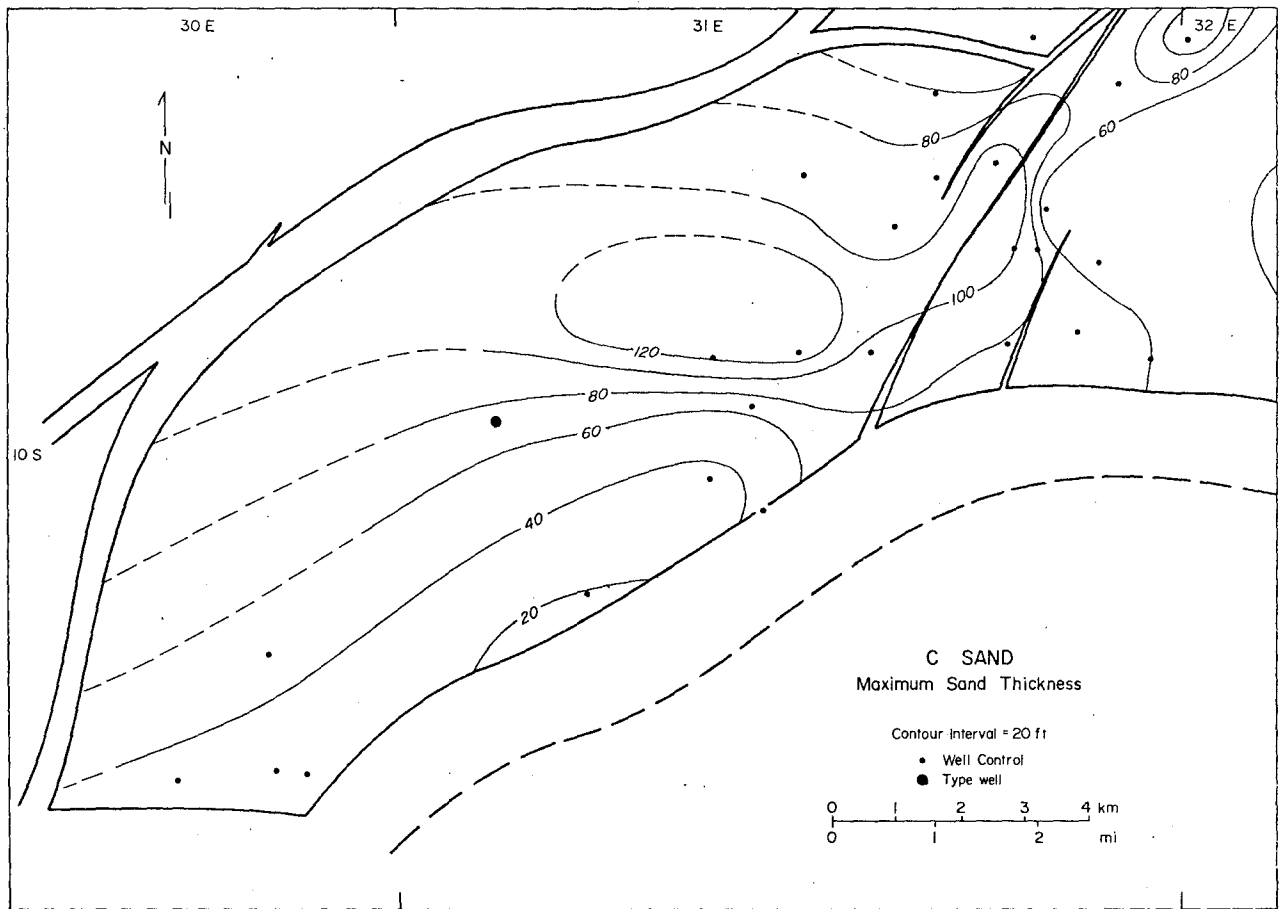 30 E
31 E
32 E
80
60
80
N
100
120
80
60
10 S
40
20
C SAND
Maximum Sand Thickness
Contour Interval = 20 ft
Well Control
Type well
0 1 2 3 4 km
0 1 2 mi